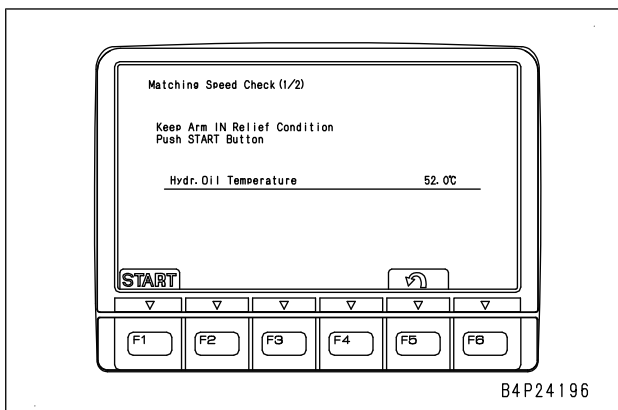 Matching Speed Check (1/2)
Keep Arm IN Relief Condition
Push START Button
Hydr. Oil Temperature 52.0℃
START
F1 F2 F3 F4 F5 F6
B4P24196